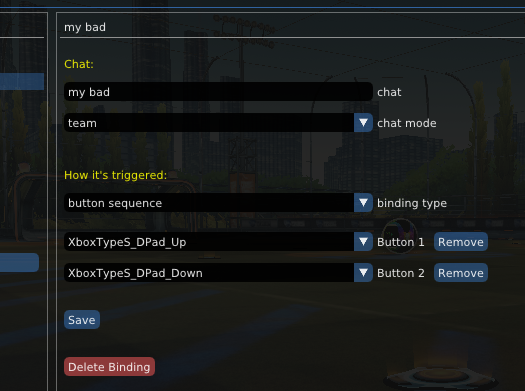 my bad
Chat:
my bad chat
team chat mode
How it's triggered:
button sequence binding type
XboxTypeS_DPad_Up Button 1 Remove
XboxTypeS_DPad_Down Button 2 Remove
Save
Delete Binding